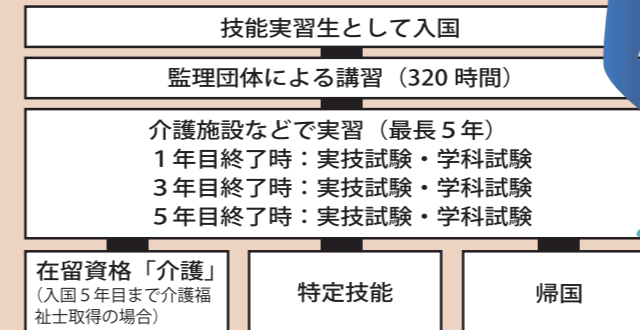 技能実習生として入国
監理団体による講習（320 時間）
介護施設などで実習（最長５年）
１年目終了時：実技試験・学科試験
３年目終了時：実技試験・学科試験
５年目終了時：実技試験・学科試験
在留資格「介護」
（入国５年目まで介護福
祉士取得の場合）
特定技能
帰国